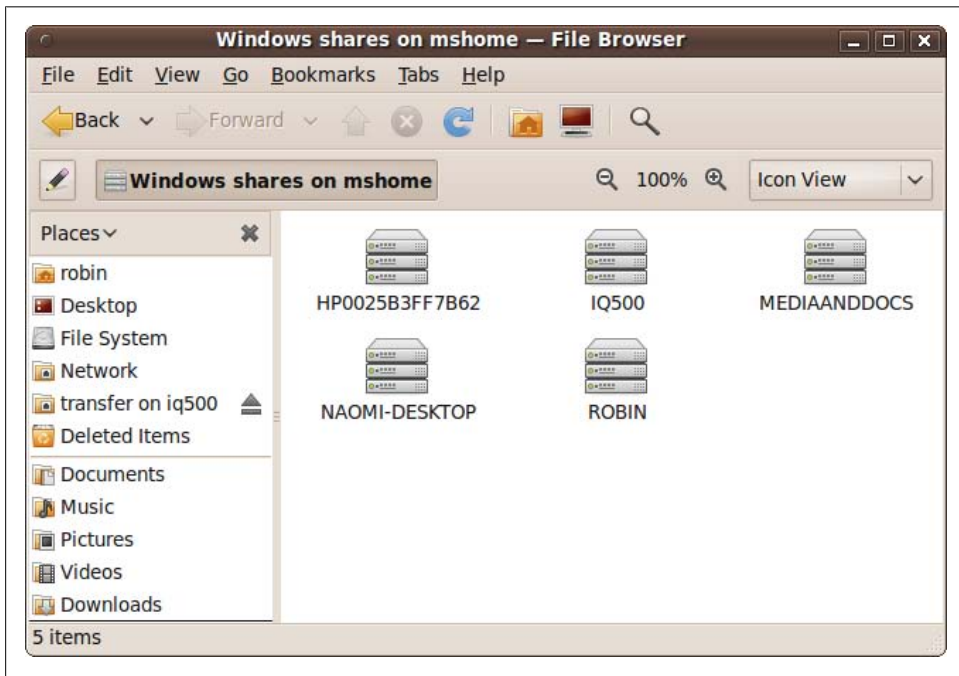 Windows shares on mshome — File Browser
File Edit View Go Bookmarks Tabs Help
Back Forward
Windows shares on mshome 100% Icon View
Places
robin
Desktop
File System
Network
transfer on iq500
Deleted Items
Documents
Music
Pictures
Videos
Downloads
HP0025B3FF7B62 IQ500 MEDIAANDDOCS
NAOMI-DESKTOP ROBIN
5 items